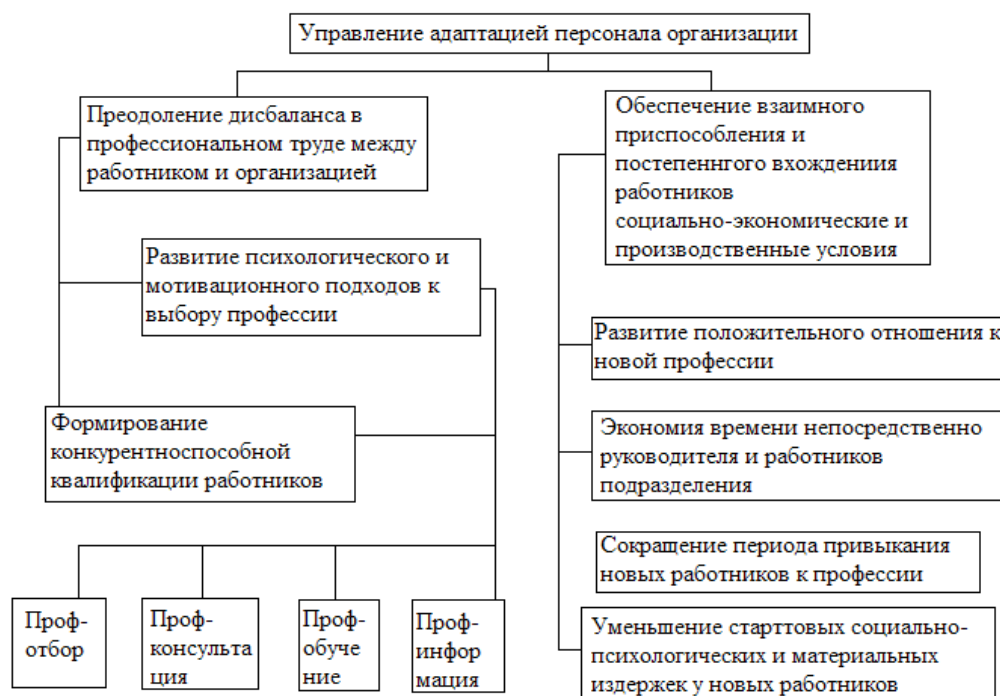 Управление адаптацией персонала организации
Преодоление дисбаланса в
профессиональном труде между
работником и организацией
Обеспечение взаимного
приспособления и
постепеннго вхождениия
работников
социально-экономические и
производственные условия
Развитие психологического и
мотивационного подходов к
выбору профессии
Развитие положительного отношения к
новой профессии
Формирование
конкурентноспособной
квалификации работников
Экономия времени непосредственно
руководителя и работников
подразделения
Сокращение периода привыкания
новых работников к профессии
Проф-
отбор
Проф-
консульта
ция
Проф-
обуче
ние
Проф-
инфор
мация
Уменьшение старттовых социально-
психологических и материальных
издержек у новых работников